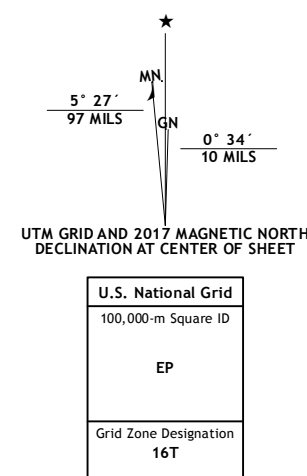 MN.
5° 27´
97 MILS
GN
0° 34´
10 MILS
UTM GRID AND 2017 MAGNETIC NORTH
DECLINATION AT CENTER OF SHEET
U.S. National Grid
100,000-m Square ID
EP
Grid Zone Designation
16T